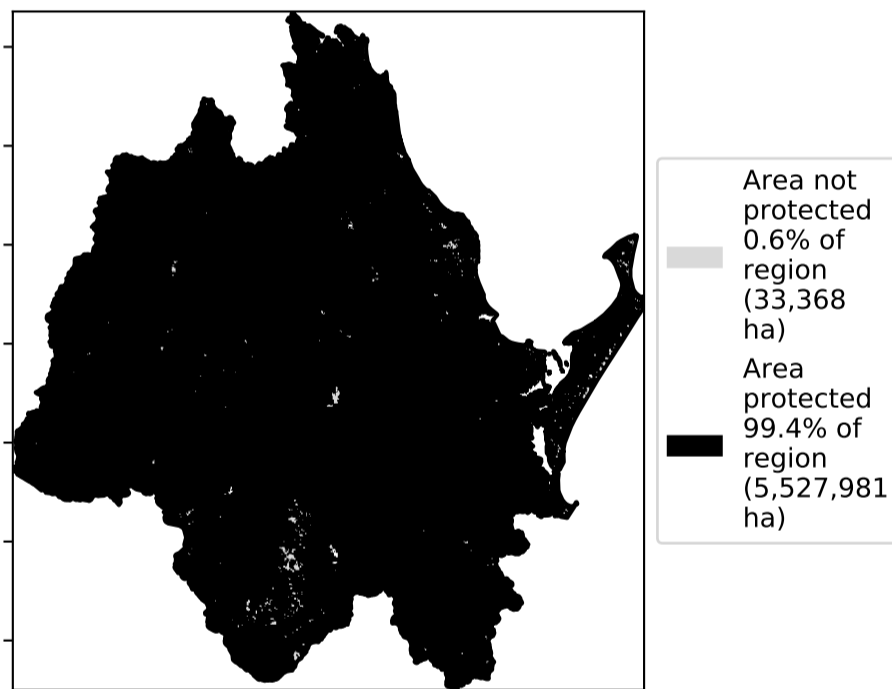 Area not
protected
0.6% of
region
(33,368
ha)
Area
protected
99.4% of
region
(5,527,981
ha)